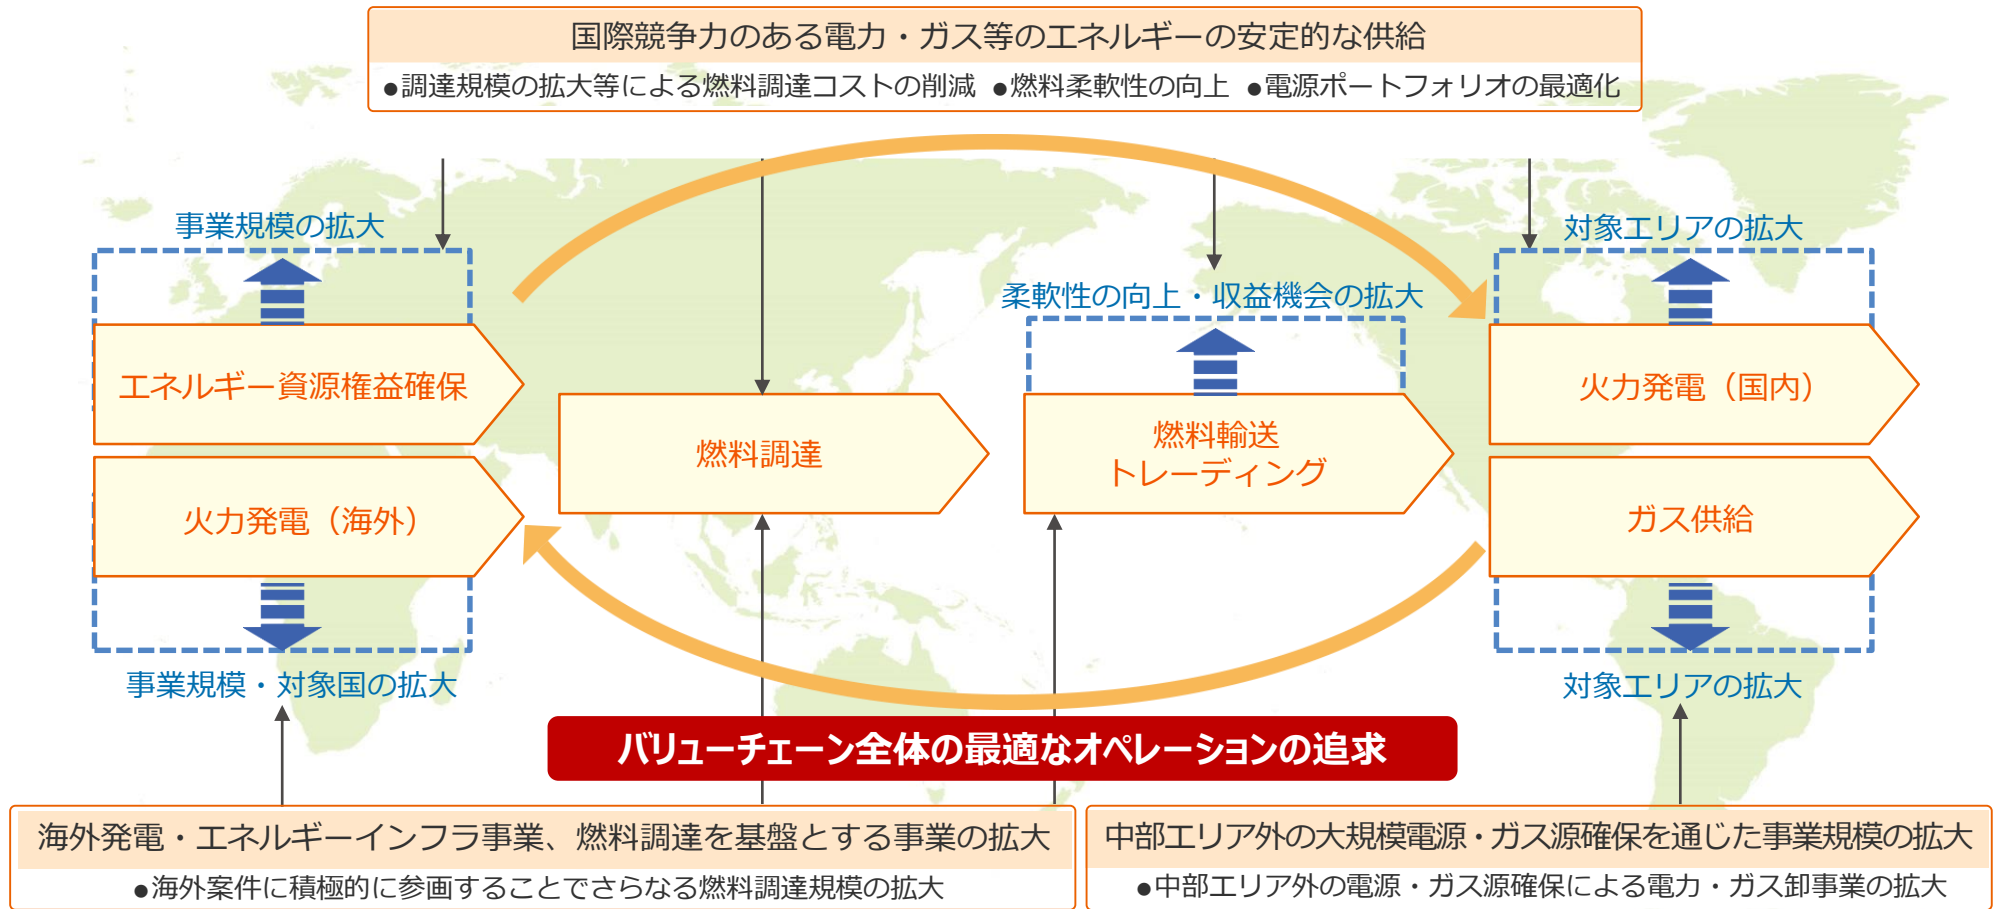 国際競争力のある電力・ガス等のエネルギーの安定的な供給
●調達規模の拡大等による燃料調達コストの削減 ●燃料柔軟性の向上 ●電源ポートフォリオの最適化
事業規模の拡大
対象エリアの拡大
柔軟性の向上・収益機会の拡大
エネルギー資源権益確保
火力発電（国内）
燃料調達
燃料輸送
トレーディング
火力発電（海外）
ガス供給
事業規模・対象国の拡大
対象エリアの拡大
バリューチェーン全体の最適なオペレーションの追求
海外発電・エネルギーインフラ事業、燃料調達を基盤とする事業の拡大
●海外案件に積極的に参画することでさらなる燃料調達規模の拡大
中部エリア外の大規模電源・ガス源確保を通じた事業規模の拡大
●中部エリア外の電源・ガス源確保による電力・ガス卸事業の拡大